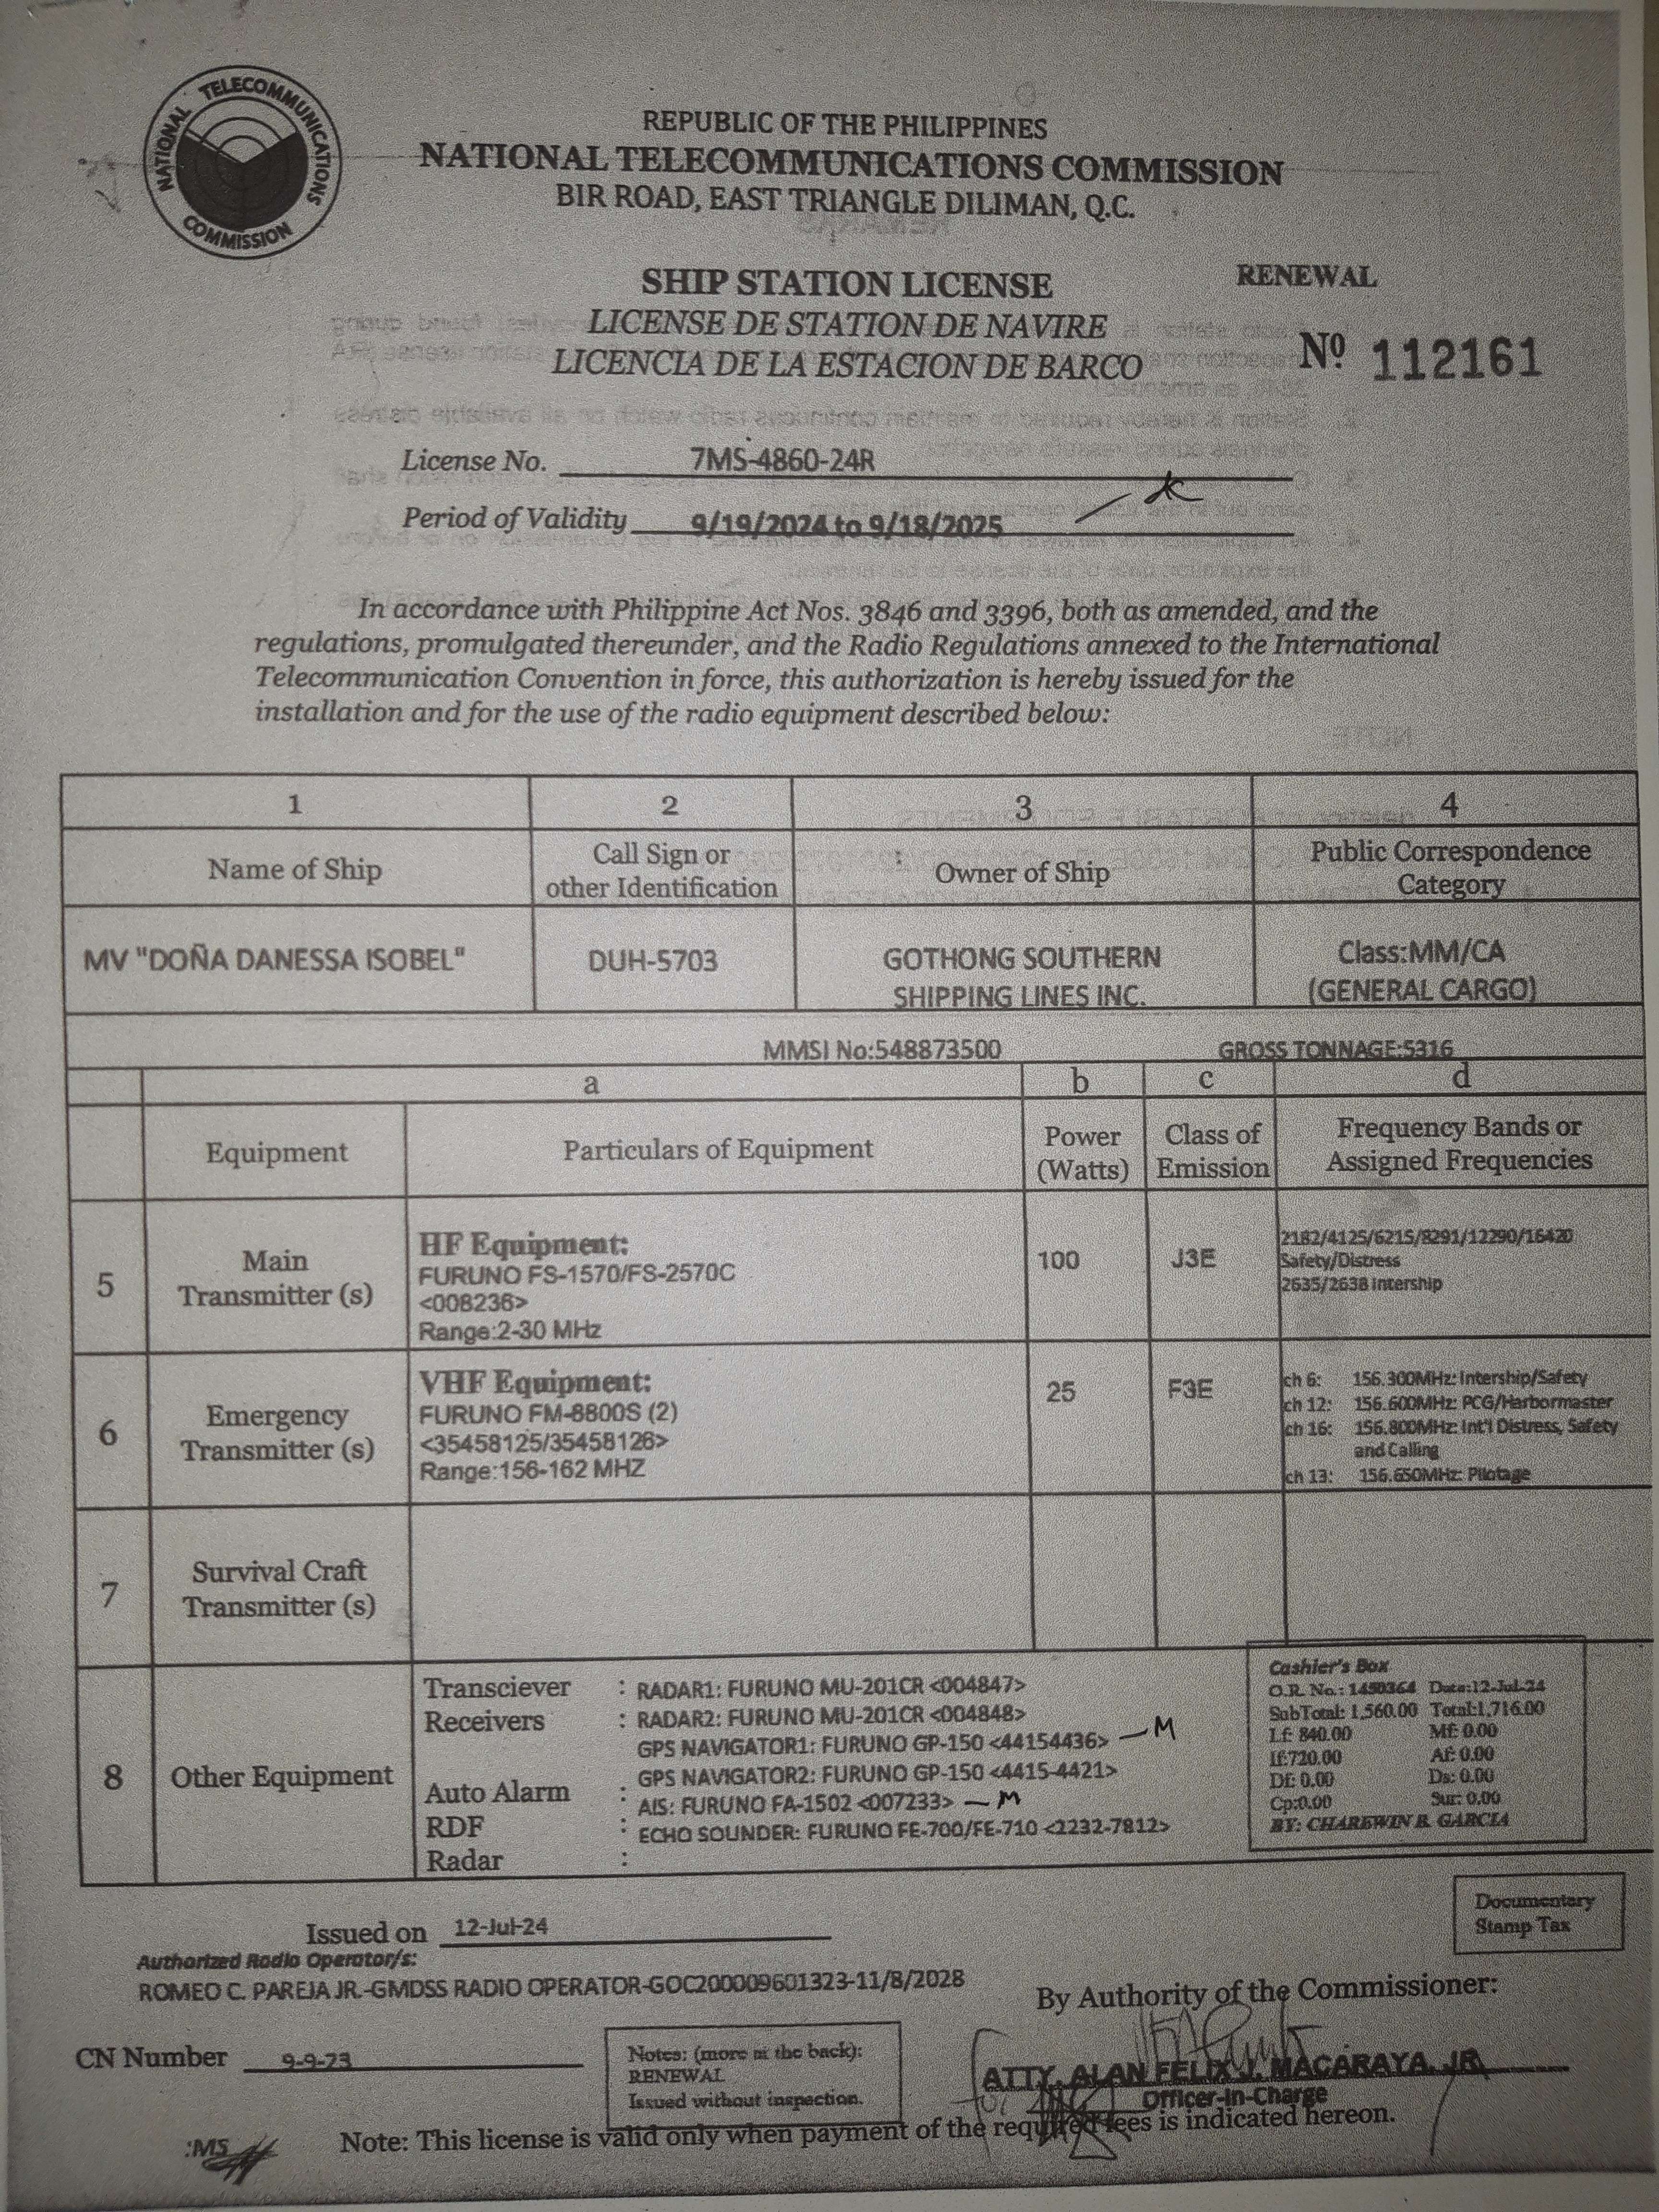 NATIONAL TELECOMMUNICATIONS COMMISSION
REPUBLIC OF THE PHILIPPINES
NATIONAL TELECOMMUNICATIONS COMMISSION
BIR ROAD, EAST TRIANGLE DILIMAN, Q.C.
SHIP STATION LICENSE
RENEWAL
LICENSE DE STATION DE NAVIRE
LICENCIA DE LA ESTACION DE BARCO
Nº 112161
License No. 7MS-4860-24R
Period of Validity 9/19/2024 to 9/18/2025
In accordance with Philippine Act Nos. 3846 and 3396, both as amended, and the
regulations, promulgated thereunder, and the Radio Regulations annexed to the International
Telecommunication Convention in force, this authorization is hereby issued for the
installation and for the use of the radio equipment described below:
1 2 3 4
Name of Ship
Call Sign or
other Identification
Owner of Ship
Public Correspondence
Category
MV "DOÑA DANESSA ISOBEL"
DUH-5703
GOTHONG SOUTHERN
SHIPPING LINES INC.
Class:MM/CA
(GENERAL CARGO)
MMSI No:548873500 GROSS TONNAGE:5316
a b c d
Equipment
Particulars of Equipment
Power
(Watts)
Class of
Emission
Frequency Bands or
Assigned Frequencies
5
Main
Transmitter (s)
HF Equipment:
FURUNO FS-1570/FS-2570C
<008236>
Range:2-30 MHz
100
J3E
2182/4125/6215/8291/12290/16420
Safety/Distress
2635/2638 Intership
6
Emergency
Transmitter (s)
VHF Equipment:
FURUNO FM-8800S (2)
<35458125/35458126>
Range:156-162 MHZ
25
F3E
ch 6: 156.300MHz: Intership/Safety
ch 12: 156.600MHz: PCG/Harbormaster
ch 16: 156.800MHz: Int'l Distress, Safety
and Calling
ch 13: 156.650MHz: Pilotage
7
Survival Craft
Transmitter (s)
8
Other Equipment
Transciever : RADAR1: FURUNO MU-201CR <004847>
Receivers : RADAR2: FURUNO MU-201CR <004848>
GPS NAVIGATOR1: FURUNO GP-150 <44154436> — M
GPS NAVIGATOR2: FURUNO GP-150 <4415-4421>
Auto Alarm : AIS: FURUNO FA-1502 <007233> — M
RDF : ECHO SOUNDER: FURUNO FE-700/FE-710 <2232-7812>
Radar :
Cashier's Box
O.R. No.: 1450364 Date:12-Jul-24
SubTotal: 1,560.00 Total:1,716.00
Lf: 840.00 Mf: 0.00
If:720.00 Af: 0.00
Df: 0.00 Ds: 0.00
Cp:0.00 Sur: 0.00
BY: CHAREWIN B. GARCIA
Documentary
Stamp Tax
Issued on 12-Jul-24
Authorized Radio Operator/s:
ROMEO C. PAREJA JR.-GMDSS RADIO OPERATOR-GOC200009601323-11/8/2028
By Authority of the Commissioner:
CN Number 9-9-73
Notes: (more at the back):
RENEWAL
Issued without inspection.
ATTY. ALAN FELIX J. MACARAYA, JR.
Officer-In-Charge
:MS
Note: This license is valid only when payment of the required fees is indicated hereon.